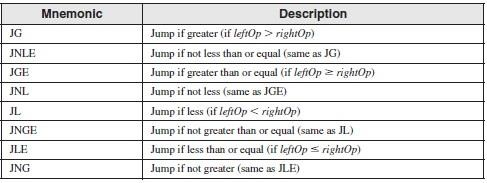 Mnemonic Description
JG Jump if greater (if leftOp > rightOp)
JNLE Jump if not less than or equal (same as JG)
JGE Jump if greater than or equal (if leftOp ≥ rightOp)
JNL Jump if not less (same as JGE)
JL Jump if less (if leftOp < rightOp)
JNGE Jump if not greater than or equal (same as JL)
JLE Jump if less than or equal (if leftOp ≤ rightOp)
JNG Jump if not greater (same as JLE)